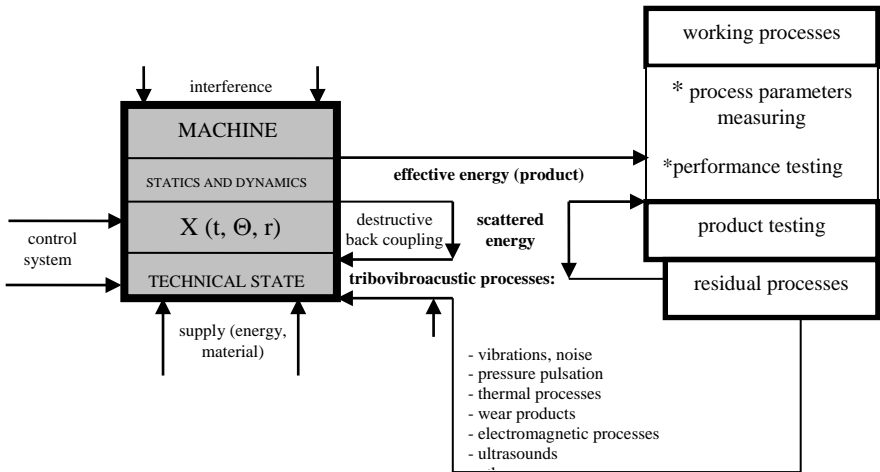 working processes
interference
* process parameters
measuring
MACHINE
*performance testing
STATICS AND DYNAMICS
effective energy (product)
X (t, Θ, r)
destructive
back coupling
scattered
energy
product testing
control
system
TECHNICAL STATE
tribovibroacustic processes:
residual processes
supply (energy,
material)
- vibrations, noise
- pressure pulsation
- thermal processes
- wear products
- electromagnetic processes
- ultrasounds